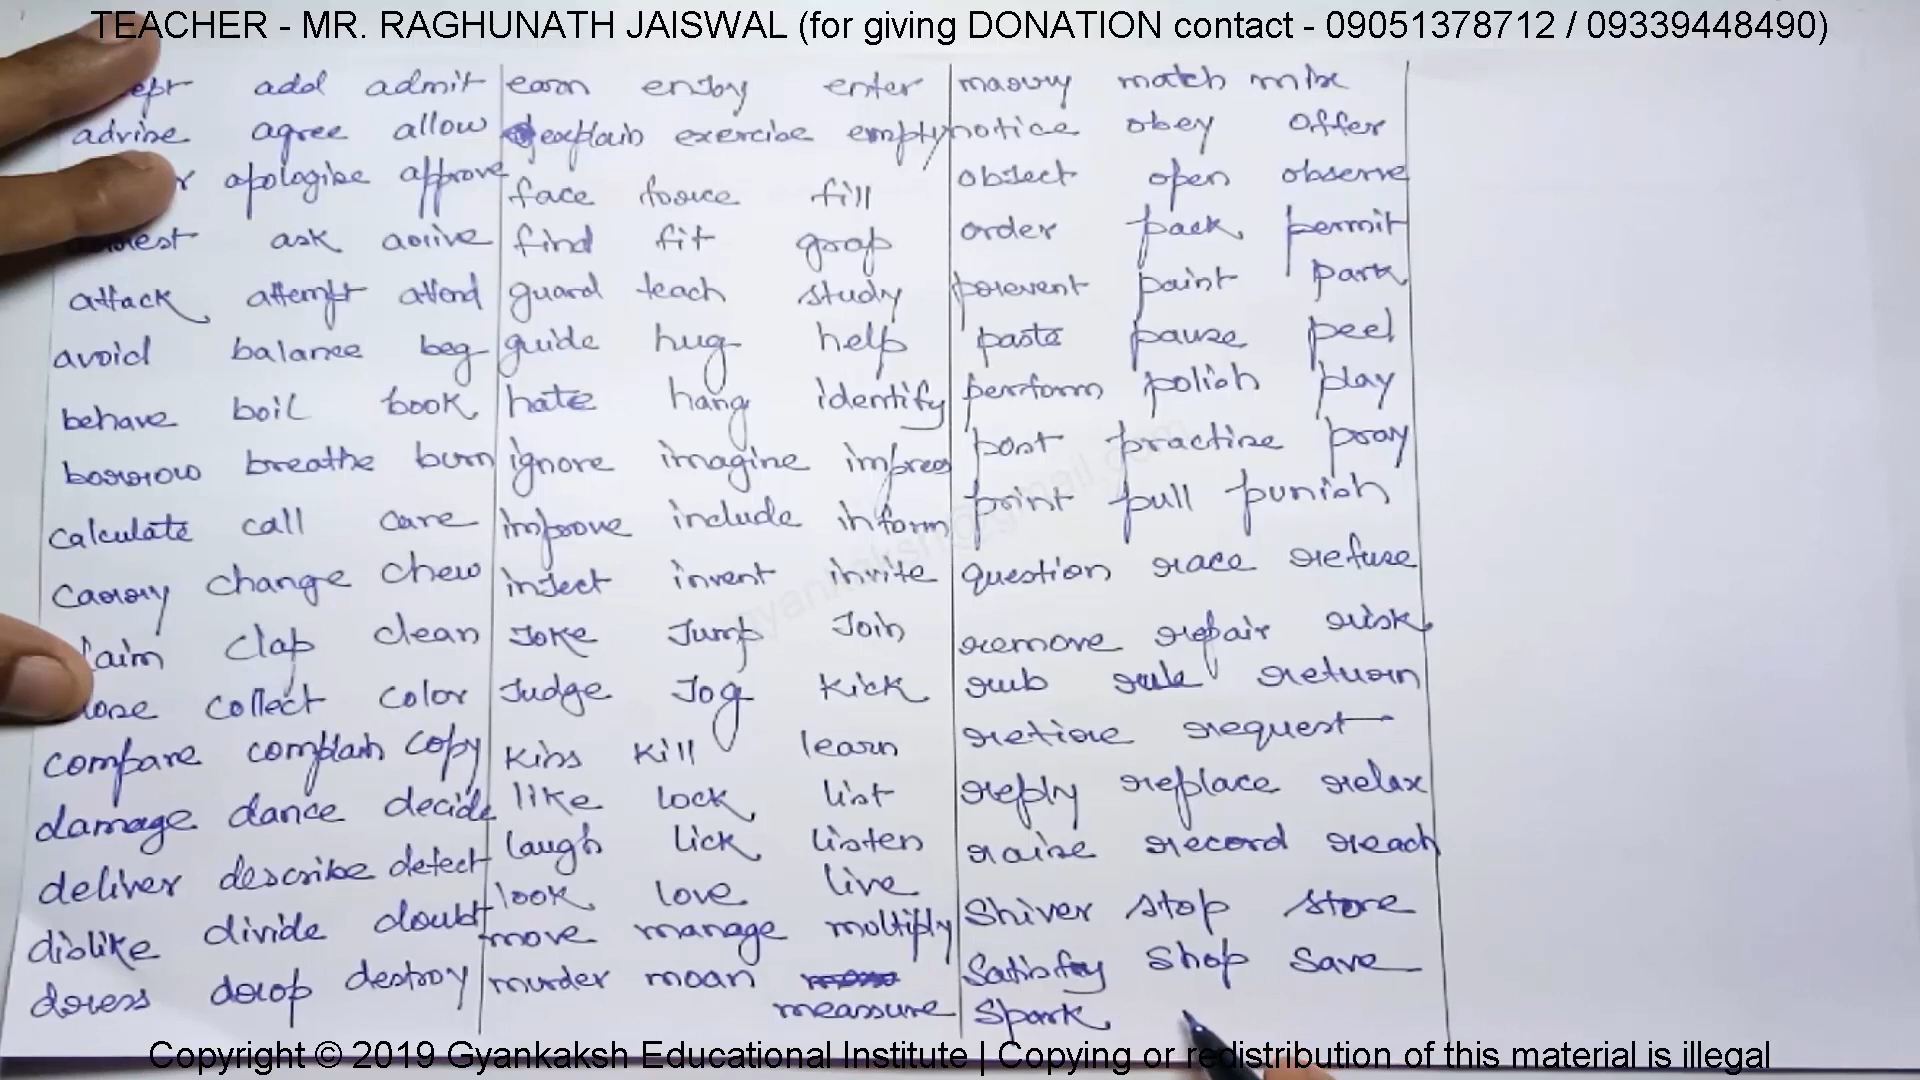 TEACHER - MR. RAGHUNATH JAISWAL (for giving DONATION contact - 09051378712 / 09339448490)
add admit
advise agree allow
apologise approve
ask arrive
attack attempt attend
avoid balance beg
behave boil book
borrow breathe burn
calculate call care
carry change chew
clap clean
collect color
compare complain copy
damage dance decide
deliver describe detect
dislike divide doubt
dress drop destroy
earn enjoy enter
explain exercise empty
face force fill
find fit grap
guard teach study
guide hug help
hate hang identify
ignore imagine impres
improve include inform
inject invent invite
Joke Jump Join
Judge Jog kick
kiss kill learn
like lock list
laugh lick listen
look love live
move manage multiply
murder moan
meassure
marry match mix
notice obey offer
object open observe
order pack permit
prevent paint park
paste pause peel
perform polish play
post practise pray
print pull punish
question race refuse
remove repair risk
rub rule return
retire request
reply replace relax
raise record reach
Shiver stop store
Satisfy Shop Save
Spark
Copyright © 2019 Gyankaksh Educational Institute | Copying or redistribution of this material is illegal